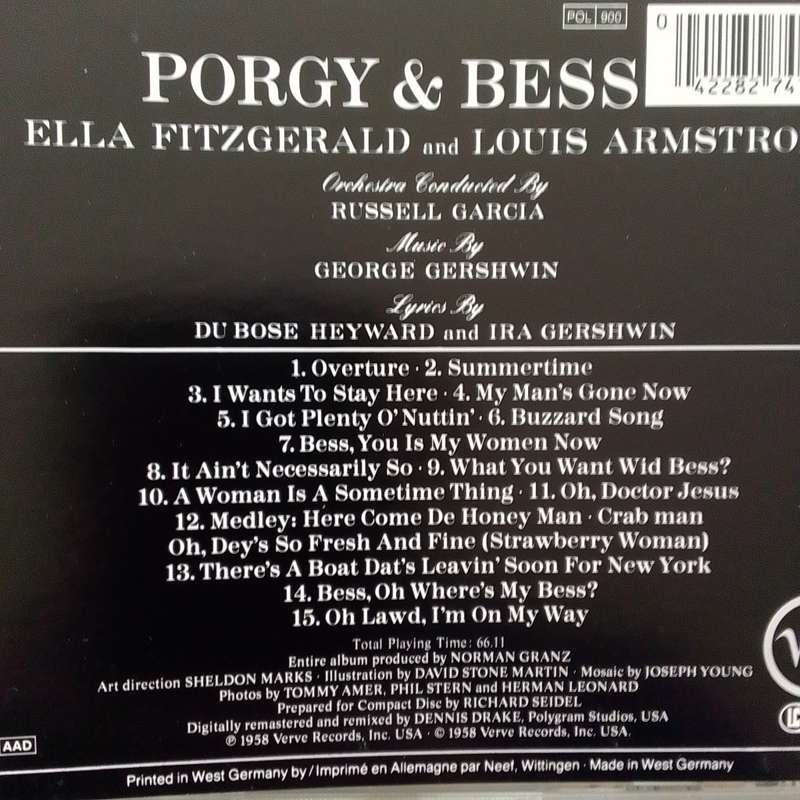 POL 900
0
42282 74
PORGY & BESS
ELLA FITZGERALD and LOUIS ARMSTRO
Orchestra Conducted By
RUSSELL GARCIA
Music By
GEORGE GERSHWIN
Lyrics By
DU BOSE HEYWARD and IRA GERSHWIN
1. Overture · 2. Summertime
3. I Wants To Stay Here · 4. My Man's Gone Now
5. I Got Plenty O' Nuttin' · 6. Buzzard Song
7. Bess, You Is My Women Now
8. It Ain't Necessarily So · 9. What You Want Wid Bess?
10. A Woman Is A Sometime Thing · 11. Oh, Doctor Jesus
12. Medley: Here Come De Honey Man · Crab man
Oh, Dey's So Fresh And Fine (Strawberry Woman)
13. There's A Boat Dat's Leavin' Soon For New York
14. Bess, Oh Where's My Bess?
15. Oh Lawd, I'm On My Way
Total Playing Time: 66.11
Entire album produced by NORMAN GRANZ
Art direction SHELDON MARKS · Illustration by DAVID STONE MARTIN · Mosaic by JOSEPH YOUNG
Photos by TOMMY AMER, PHIL STERN and HERMAN LEONARD
Prepared for Compact Disc by RICHARD SEIDEL
Digitally remastered and remixed by DENNIS DRAKE, Polygram Studios, USA
℗ 1958 Verve Records, Inc. USA · © 1958 Verve Records, Inc. USA.
AAD
Printed in West Germany by / Imprimé en Allemagne par Neef, Wittingen · Made in West Germany